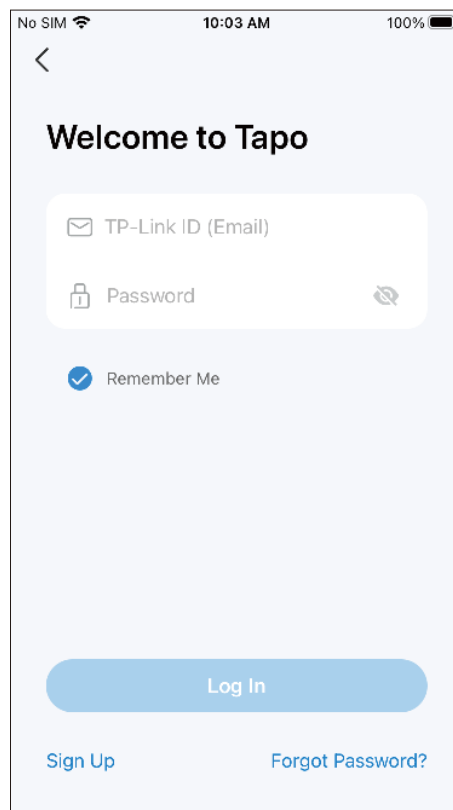 No SIM 10:03 AM 100%
Welcome to Tapo
TP-Link ID (Email)
Password
Remember Me
Log In
Sign Up Forgot Password?